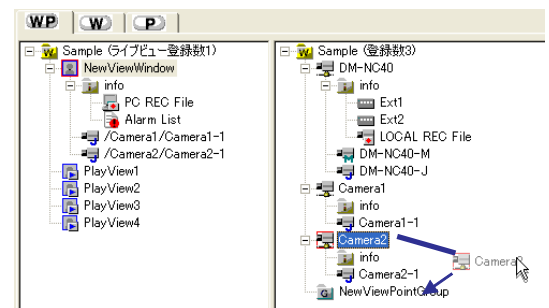 WP W P
Sample (ライブビュー登録数1)
NewViewWindow
info
PC REC File
Alarm List
/Camera1/Camera1-1
/Camera2/Camera2-1
PlayView1
PlayView2
PlayView3
PlayView4
Sample (登録数3)
DM-NC40
info
Ext1
Ext2
LOCAL REC File
DM-NC40-M
DM-NC40-J
Camera1
info
Camera1-1
Camera2
info
Camera2-1
NewViewPointGroup